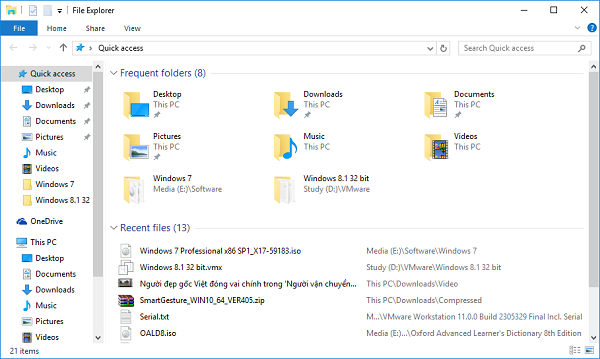 File Explorer
File
Home
Share
View
Quick access
Search Quick access
Quick access
Desktop
Downloads
Documents
Pictures
Music
Videos
Windows 7
Windows 8.1 32 bit
OneDrive
This PC
Desktop
Documents
Downloads
Music
Pictures
Videos
Frequent folders (8)
Desktop
This PC
Downloads
This PC
Documents
This PC
Pictures
This PC
Music
This PC
Videos
This PC
Windows 7
Media (E:)\Software
Windows 8.1 32 bit
Study (D:)\VMware
Recent files (13)
Windows 7 Professional x86 SP1_X17-59183.iso Media (E:)\Software\Windows 7
Windows 8.1 32 bit.vmx Study (D:)\VMware\Windows 8.1 32
Người đẹp gốc Việt đóng vai chính trong 'Người vận chuyển... This PC\Downloads\Video
SmartGesture_WIN10_64_VER405.zip This PC\Downloads\Compressed
Serial.txt M...\VMware Workstation 11.0.0 Build 2305329 Final Incl. Serial
OALD8.iso Media (E:)...\Oxford Advanced Learner's Dictionary 8th Edition
21 items